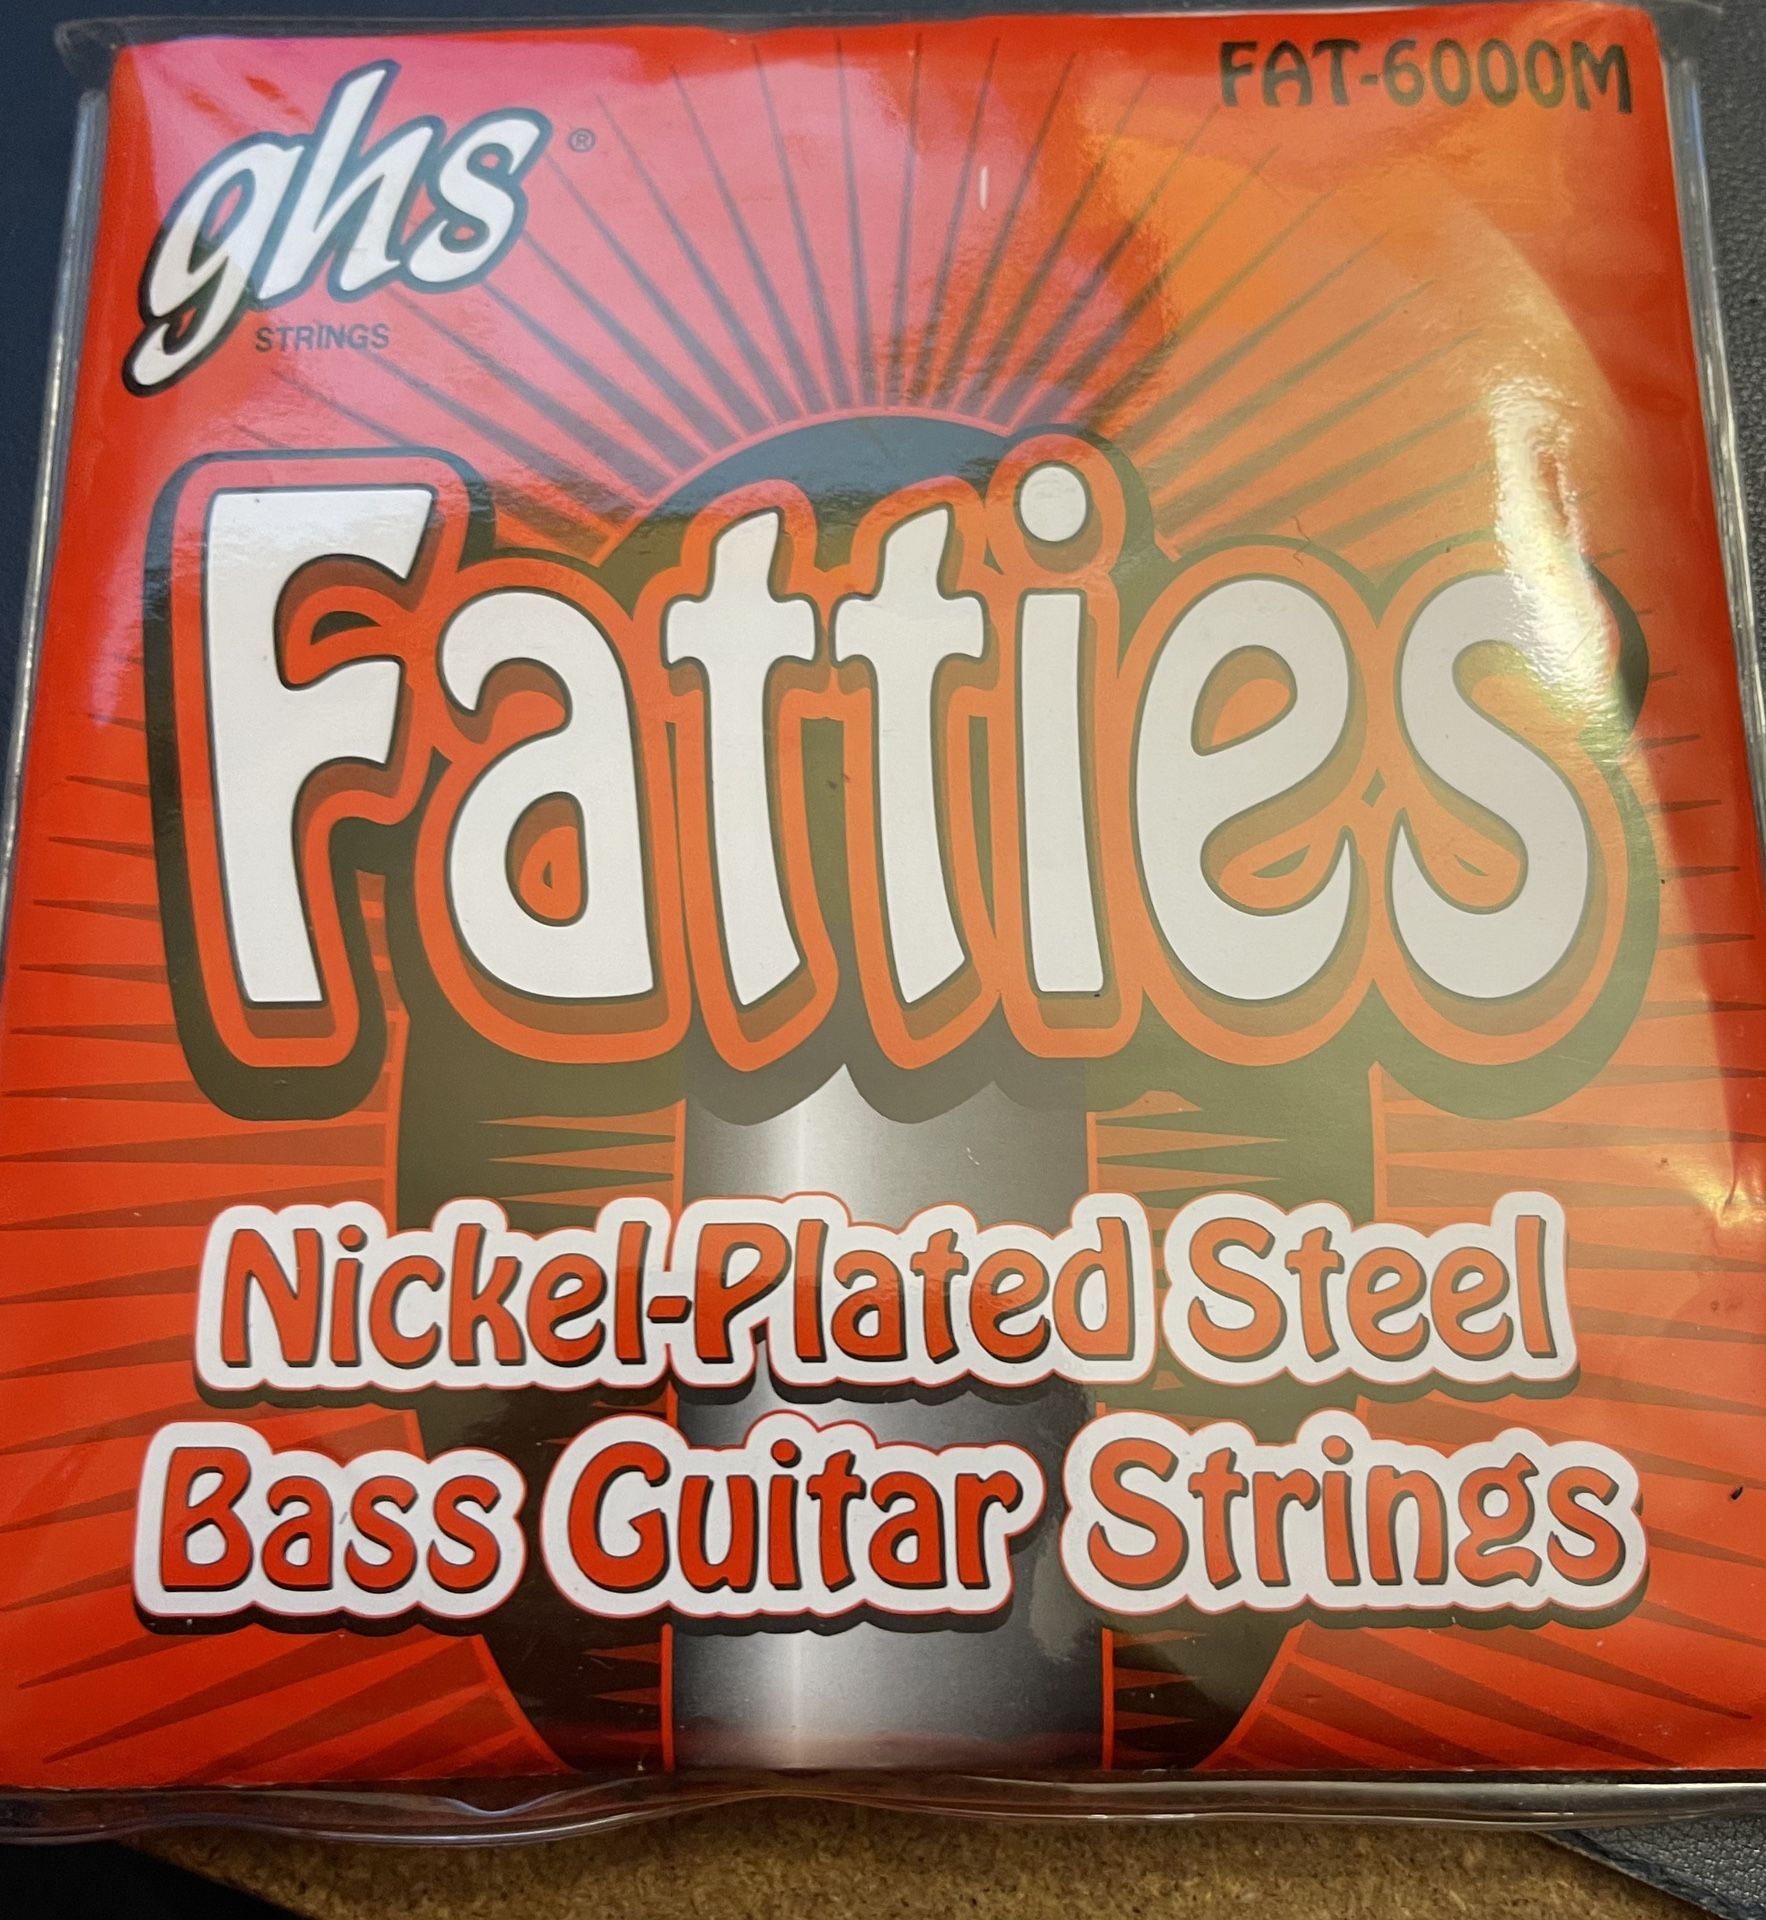 FAT-6000M
ghs®
STRINGS
Fatties
Nickel-Plated Steel
Bass Guitar Strings